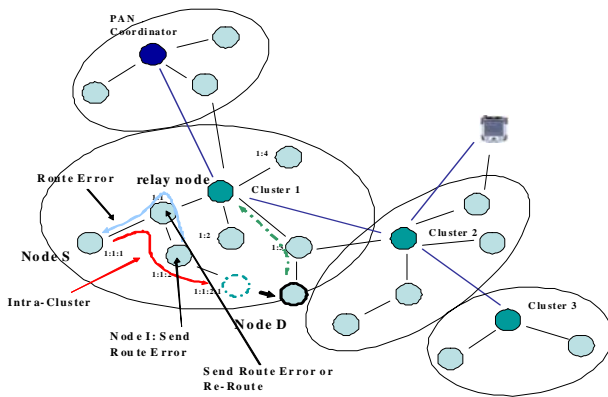 PAN
Coordinator
1:4
Route Error
relay node
1:1
Cluster 1
1:2
Node S
1:1:1
Cluster 2
1:1:2
1:1:2:1
Intra-Cluster
Node D
Cluster 3
Node I: Send
Route Error
Send Route Error or
Re-Route